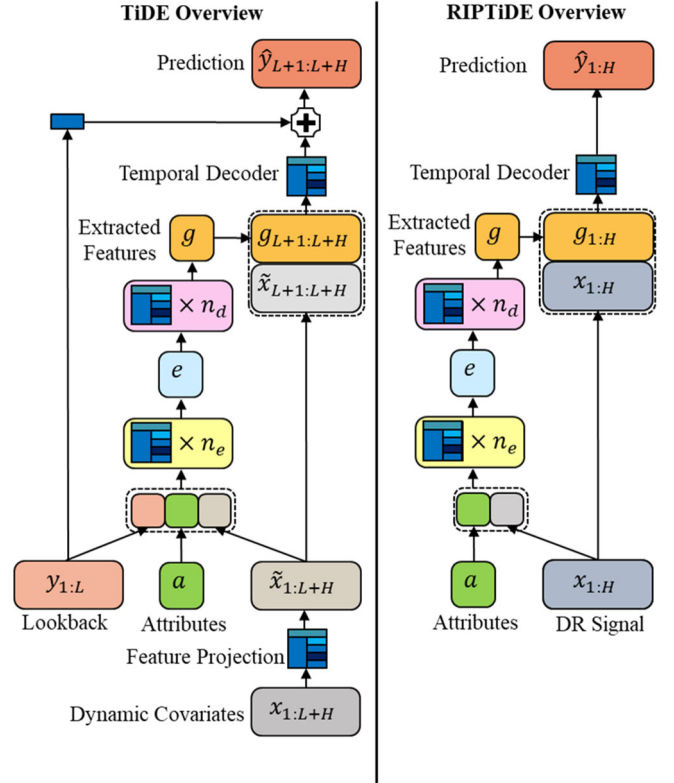 TiDE Overview
Prediction
ŷ_{L+1:L+H}
+
Temporal Decoder
Extracted
Features
g
g_{L+1:L+H}
x̃_{L+1:L+H}
× n_d
e
× n_e
y_{1:L}
a
x̃_{1:L+H}
Lookback
Attributes
Feature Projection
Dynamic Covariates
x_{1:L+H}
RIPTiDE Overview
Prediction
ŷ_{1:H}
Temporal Decoder
Extracted
Features
g
g_{1:H}
x_{1:H}
× n_d
e
× n_e
a
x_{1:H}
Attributes
DR Signal